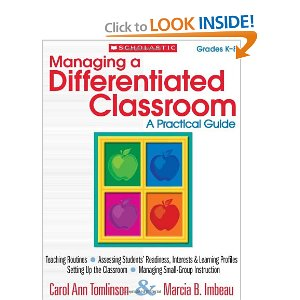 Click to LOOK INSIDE!
SCHOLASTIC
Grades K–8
Managing a
Differentiated
Classroom
A Practical Guide
Teaching Routines • Assessing Students' Readiness, Interests & Learning Profiles
Setting Up the Classroom • Managing Small-Group Instruction
Carol Ann Tomlinson & Marcia B. Imbeau